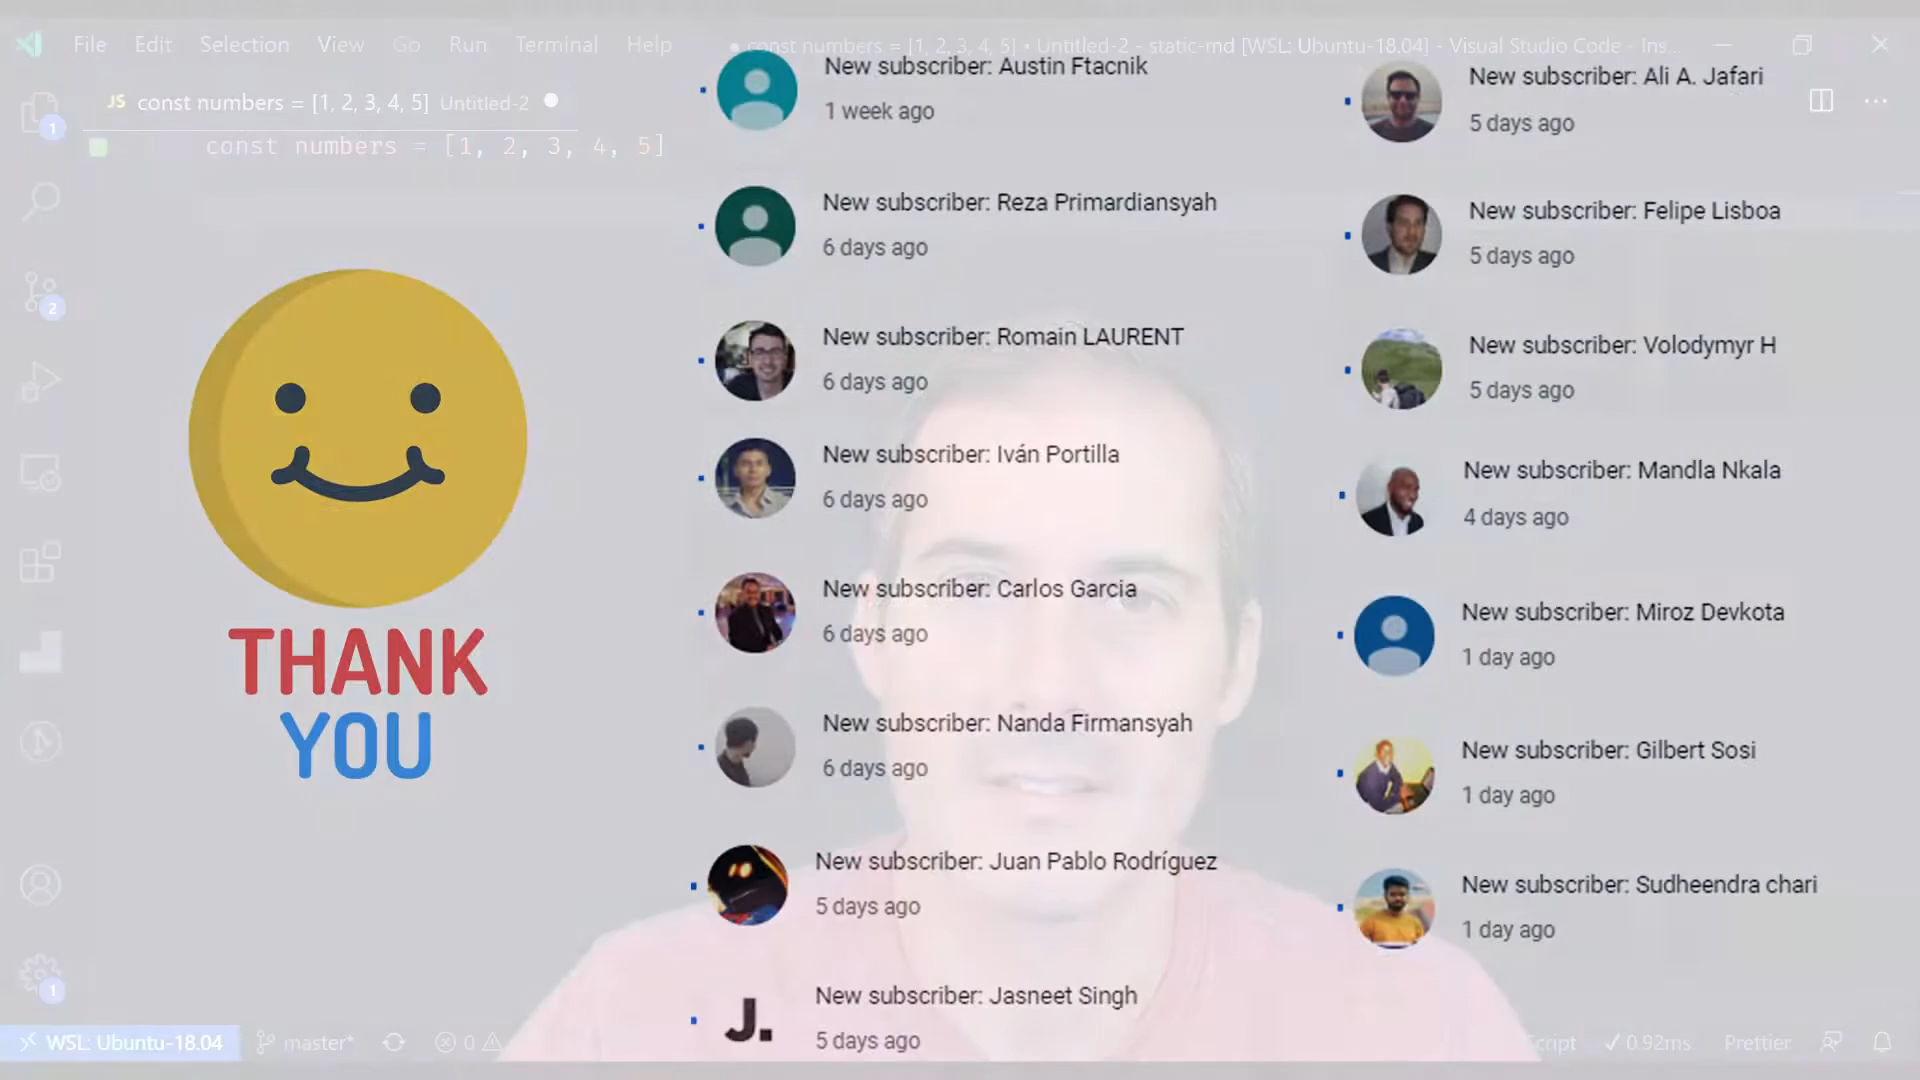 File Edit Selection View Go Run Terminal Help
const numbers = [1, 2, 3, 4, 5] • Untitled-2 - static-md [WSL: Ubuntu-18.04] - Visual Studio Code - Ins...
JS const numbers = [1, 2, 3, 4, 5] Untitled-2
const numbers = [1, 2, 3, 4, 5]
1
2
THANK
YOU
New subscriber: Austin Ftacnik
1 week ago
New subscriber: Reza Primardiansyah
6 days ago
New subscriber: Romain LAURENT
6 days ago
New subscriber: Iván Portilla
6 days ago
New subscriber: Carlos Garcia
6 days ago
New subscriber: Nanda Firmansyah
6 days ago
New subscriber: Juan Pablo Rodríguez
5 days ago
J.
New subscriber: Jasneet Singh
5 days ago
New subscriber: Ali A. Jafari
5 days ago
New subscriber: Felipe Lisboa
5 days ago
New subscriber: Volodymyr H
5 days ago
New subscriber: Mandla Nkala
4 days ago
New subscriber: Miroz Devkota
1 day ago
New subscriber: Gilbert Sosi
1 day ago
New subscriber: Sudheendra chari
1 day ago
1
WSL: Ubuntu-18.04 master* 0 0.92ms Prettier